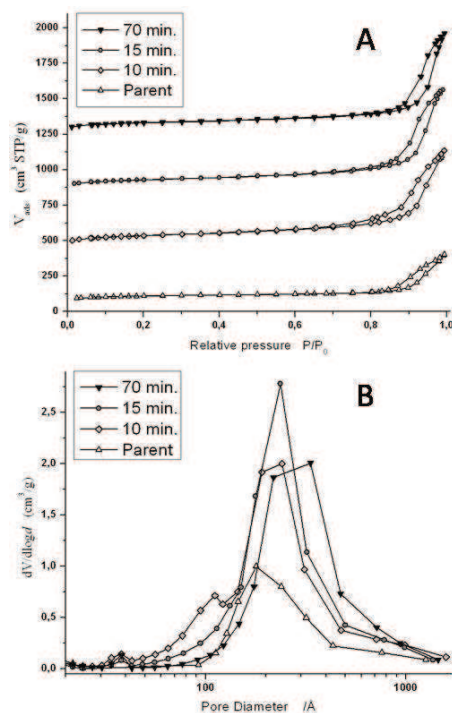 A
70 min.
15 min.
10 min.
Parent
2000
1750
1500
1250
1000
750
500
250
0
V ads (cm³ STP/g)
0,0 0,2 0,4 0,6 0,8 1,0
Relative pressure P/P₀
B
70 min.
15 min.
10 min.
Parent
2,5
2,0
1,5
1,0
0,5
0,0
dV/dlogd (cm³/g)
100 1000
Pore Diameter /Å